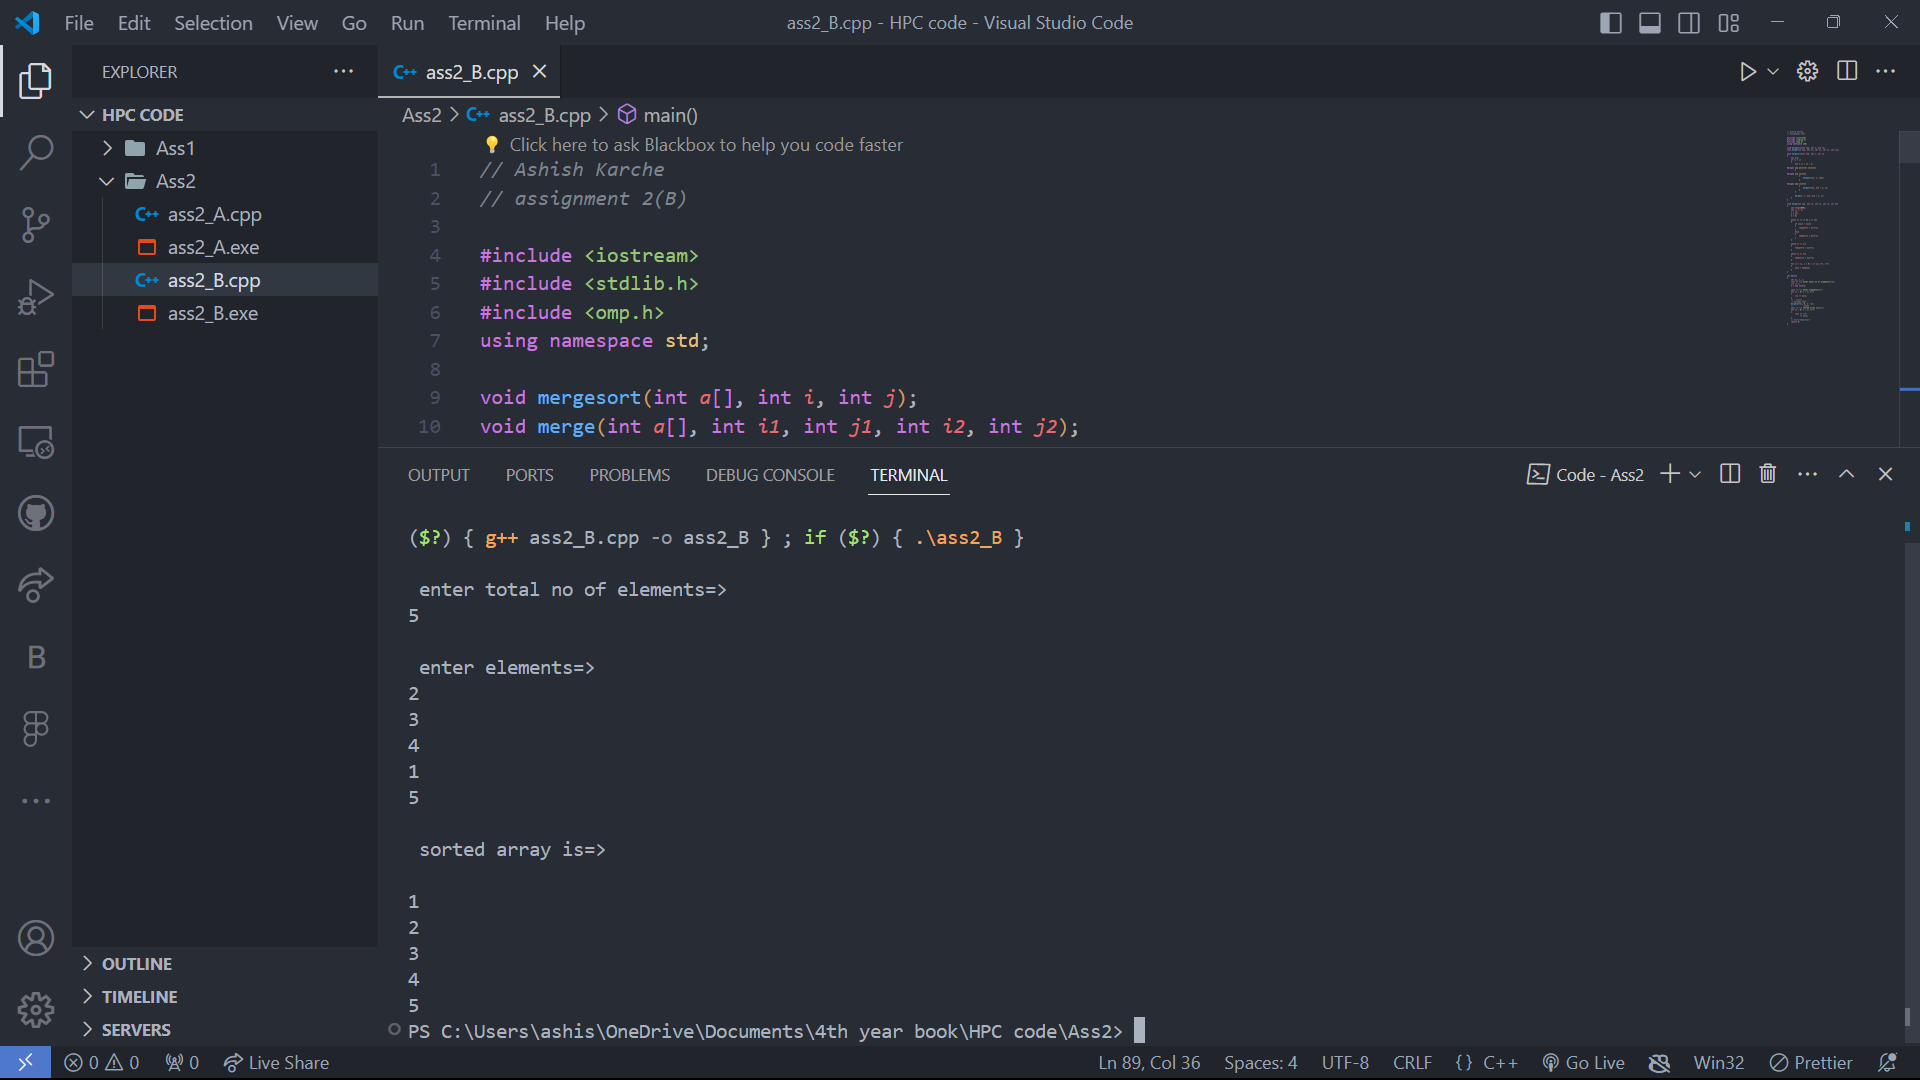 File Edit Selection View Go Run Terminal Help
ass2_B.cpp - HPC code - Visual Studio Code
EXPLORER
HPC CODE
Ass1
Ass2
C++ ass2_A.cpp
ass2_A.exe
C++ ass2_B.cpp
ass2_B.exe
OUTLINE
TIMELINE
SERVERS
C++ ass2_B.cpp
Ass2 > C++ ass2_B.cpp > main()
Click here to ask Blackbox to help you code faster
1 // Ashish Karche
2 // assignment 2(B)
3
4 #include <iostream>
5 #include <stdlib.h>
6 #include <omp.h>
7 using namespace std;
8
9 void mergesort(int a[], int i, int j);
10 void merge(int a[], int i1, int j1, int i2, int j2);
OUTPUT PORTS PROBLEMS DEBUG CONSOLE TERMINAL
Code - Ass2
($?) { g++ ass2_B.cpp -o ass2_B } ; if ($?) { .\ass2_B }
enter total no of elements=>
5
enter elements=>
2
3
4
1
5
sorted array is=>
1
2
3
4
5
PS C:\Users\ashis\OneDrive\Documents\4th year book\HPC code\Ass2>
B
0 0 0 Live Share
Ln 89, Col 36 Spaces: 4 UTF-8 CRLF {} C++ Go Live Win32 Prettier